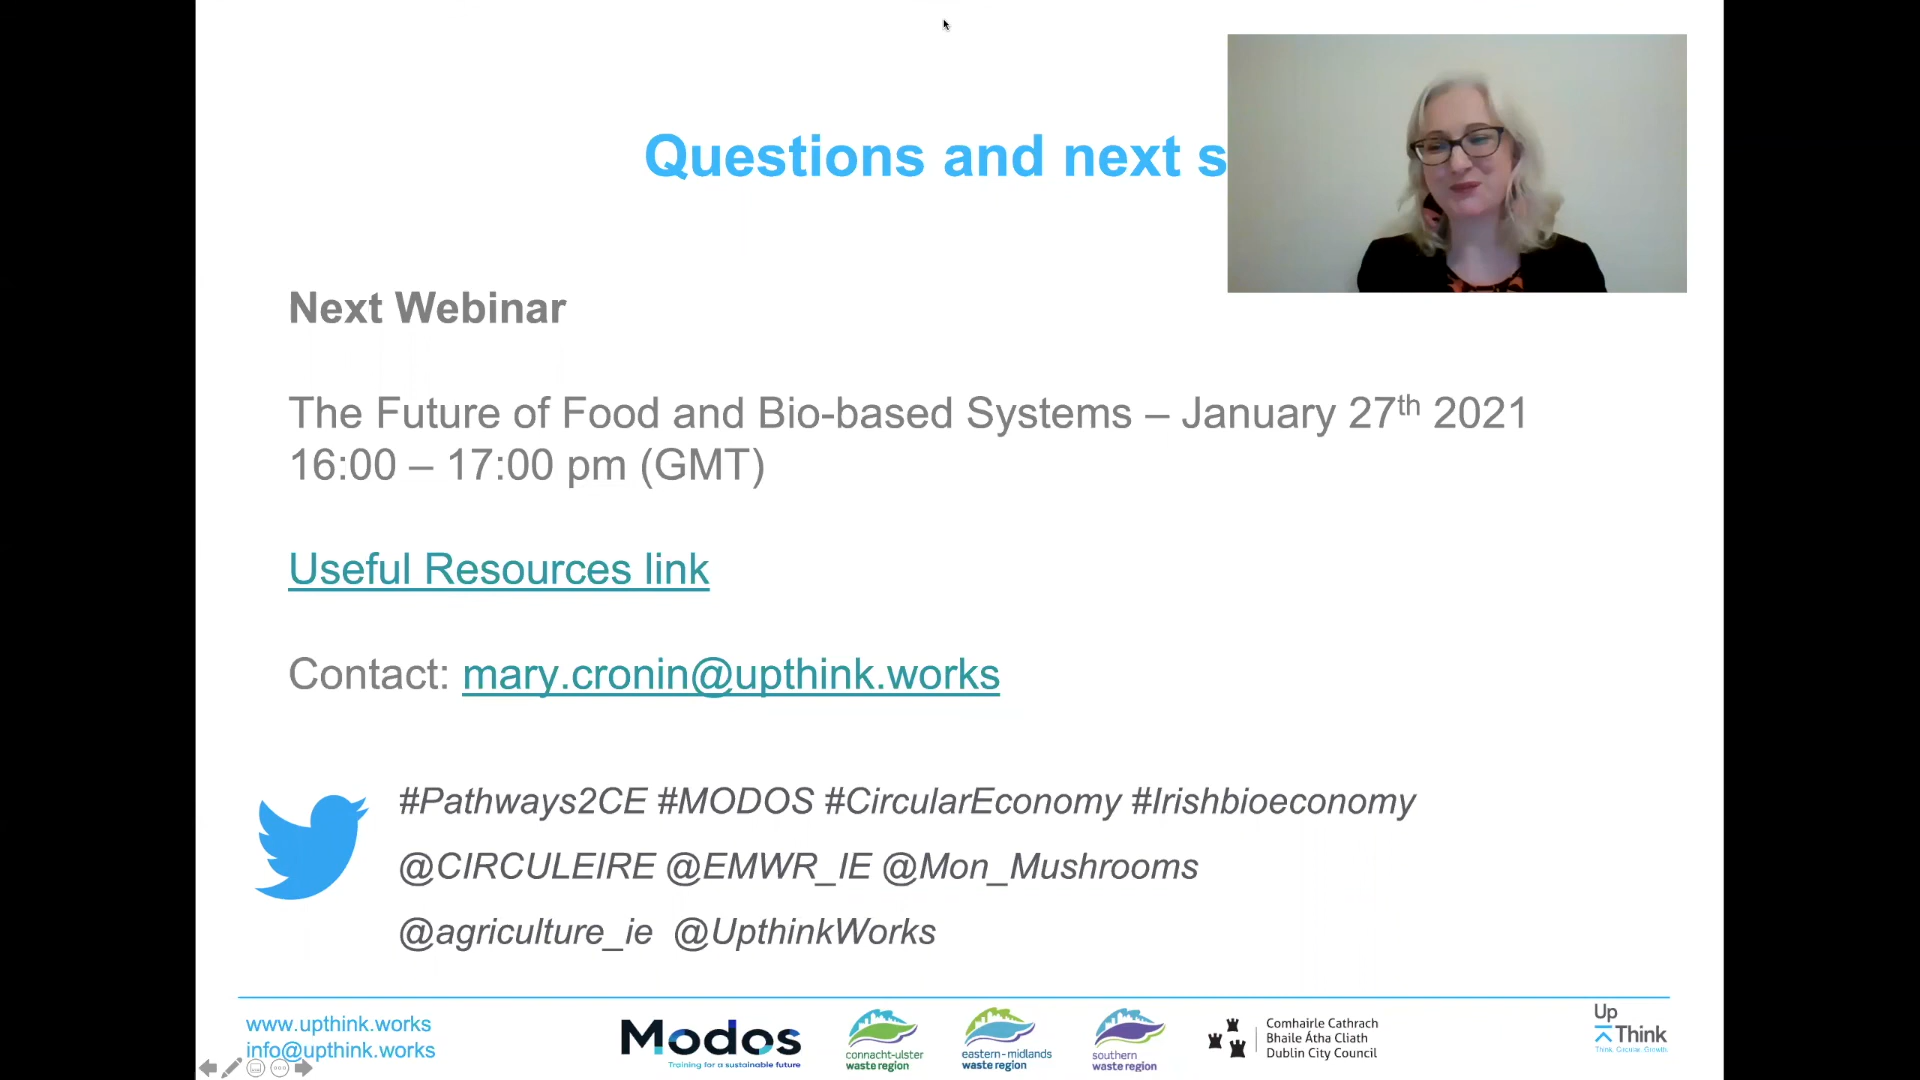 Questions and next s
Next Webinar
The Future of Food and Bio-based Systems – January 27th 2021
16:00 – 17:00 pm (GMT)
Useful Resources link
Contact: mary.cronin@upthink.works
#Pathways2CE #MODOS #CircularEconomy #Irishbioeconomy
@CIRCULEIRE @EMWR_IE @Mon_Mushrooms
@agriculture_ie @UpthinkWorks
www.upthink.works
info@upthink.works
Modos
Training for a sustainable future
connacht-ulster
waste region
eastern-midlands
waste region
southern
waste region
Comhairle Cathrach
Bhaile Átha Cliath
Dublin City Council
Up
Think
Think. Create. Growth.